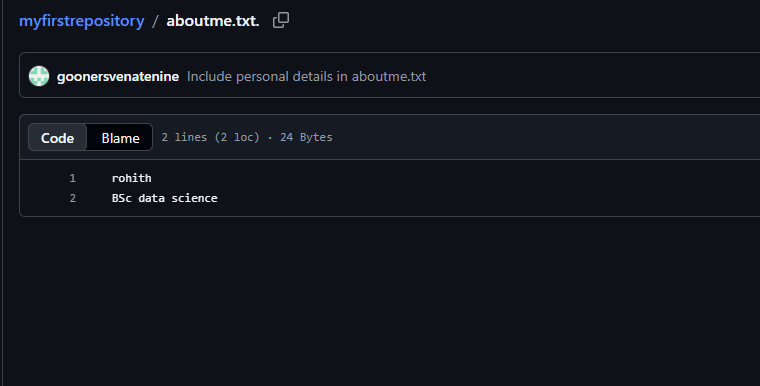 myfirstrepository / aboutme.txt.
goonersvenatenine Include personal details in aboutme.txt
Code Blame 2 lines (2 loc) · 24 Bytes
1 rohith
2 BSc data science